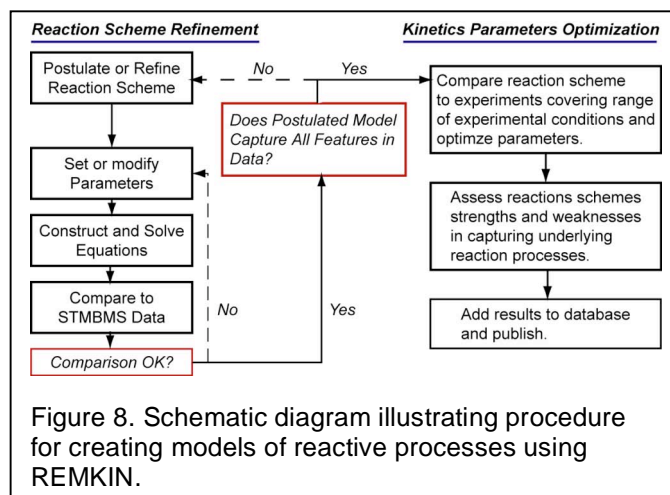 Reaction Scheme Refinement
Postulate or Refine
Reaction Scheme
Set or modify
Parameters
Construct and Solve
Equations
Compare to
STMBMS Data
Comparison OK?
No
Yes
Does Postulated Model
Capture All Features in
Data?
No
Yes
Kinetics Parameters Optimization
Compare reaction scheme
to experiments covering range
of experimental conditions and
optimze parameters.
Assess reactions schemes
strengths and weaknesses
in capturing underlying
reaction processes.
Add results to database
and publish.
Figure 8. Schematic diagram illustrating procedure
for creating models of reactive processes using
REMKIN.